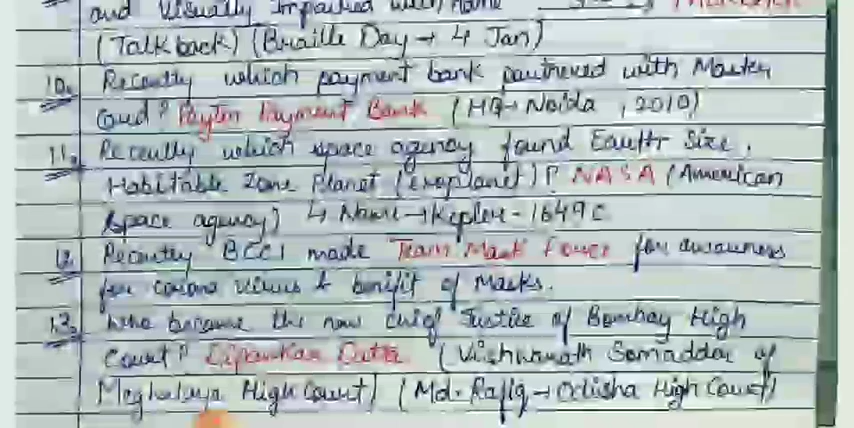 and Visually Impaired with Name
(Talkback) (Braille Day → 4 Jan)
10. Recently which payment bank partnered with Master
Card? Paytm Payment Bank (HQ → Noida, 2010)
11. Recently which space agency found Earth Size,
Habitable Zone Planet (exoplanet)? NASA (American
Space agency) ↳ Name → Kepler - 1649 c
12. Recently BCCI made Team Mask Force for awareness
for corona virus & benifit of Masks.
13. Who became the new chief Justice of Bombay High
Court? Dipankar Datta (Vishwanath Somaddar of
Meghalaya High Court) (Md. Rafiq → Odisha High Court)